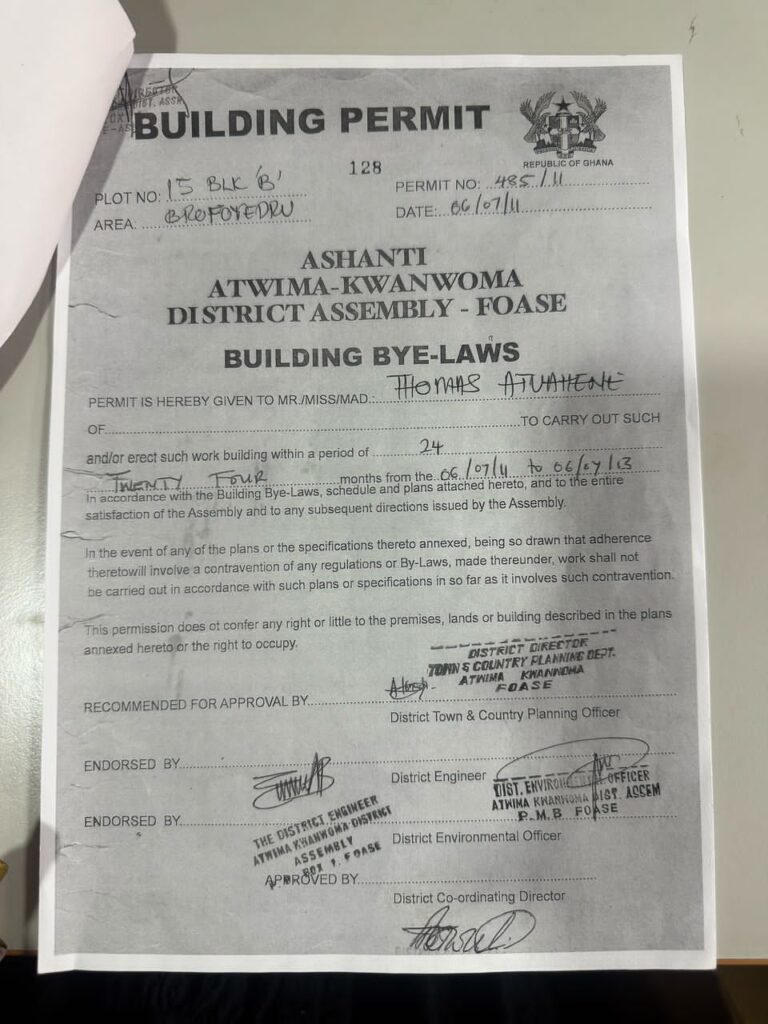 DIRECTOR
DIST. ASSM
BUILDING PERMIT
REPUBLIC OF GHANA
128
PLOT NO: 15 BLK 'B'
PERMIT NO: 485/11
AREA: BROFOYEDRU
DATE: 06/07/11
ASHANTI
ATWIMA-KWANWOMA
DISTRICT ASSEMBLY - FOASE
BUILDING BYE-LAWS
PERMIT IS HEREBY GIVEN TO MR./MISS/MAD.: THOMAS ATUAHENE
OF TO CARRY OUT SUCH
and/or erect such work building within a period of 24
TWENTY FOUR months from the 06/07/11 to 06/07/13
In accordance with the Building Bye-Laws, schedule and plans attached hereto, and to the entire
satisfaction of the Assembly and to any subsequent directions issued by the Assembly.
In the event of any of the plans or the specifications thereto annexed, being so drawn that adherence
theretowill involve a contravention of any regulations or By-Laws, made thereunder, work shall not
be carried out in accordance with such plans or specifications in so far as it involves such contravention.
This permission does ot confer any right or little to the premises, lands or building described in the plans
annexed hereto or the right to occupy.
DISTRICT DIRECTOR
TOWN & COUNTRY PLANNING DEPT.
ATWIMA KWANWOMA
FOASE
RECOMMENDED FOR APPROVAL BY
District Town & Country Planning Officer
ENDORSED BY
District Engineer
DIST. ENVIRONMENTAL OFFICER
ATWIMA KWANWOMA DIST. ASSEM
P.M.B FOASE
ENDORSED BY
District Environmental Officer
THE DISTRICT ENGINEER
ATWIMA KWANWOMA DISTRICT
ASSEMBLY
BOX 1, FOASE
APPROVED BY
District Co-ordinating Director